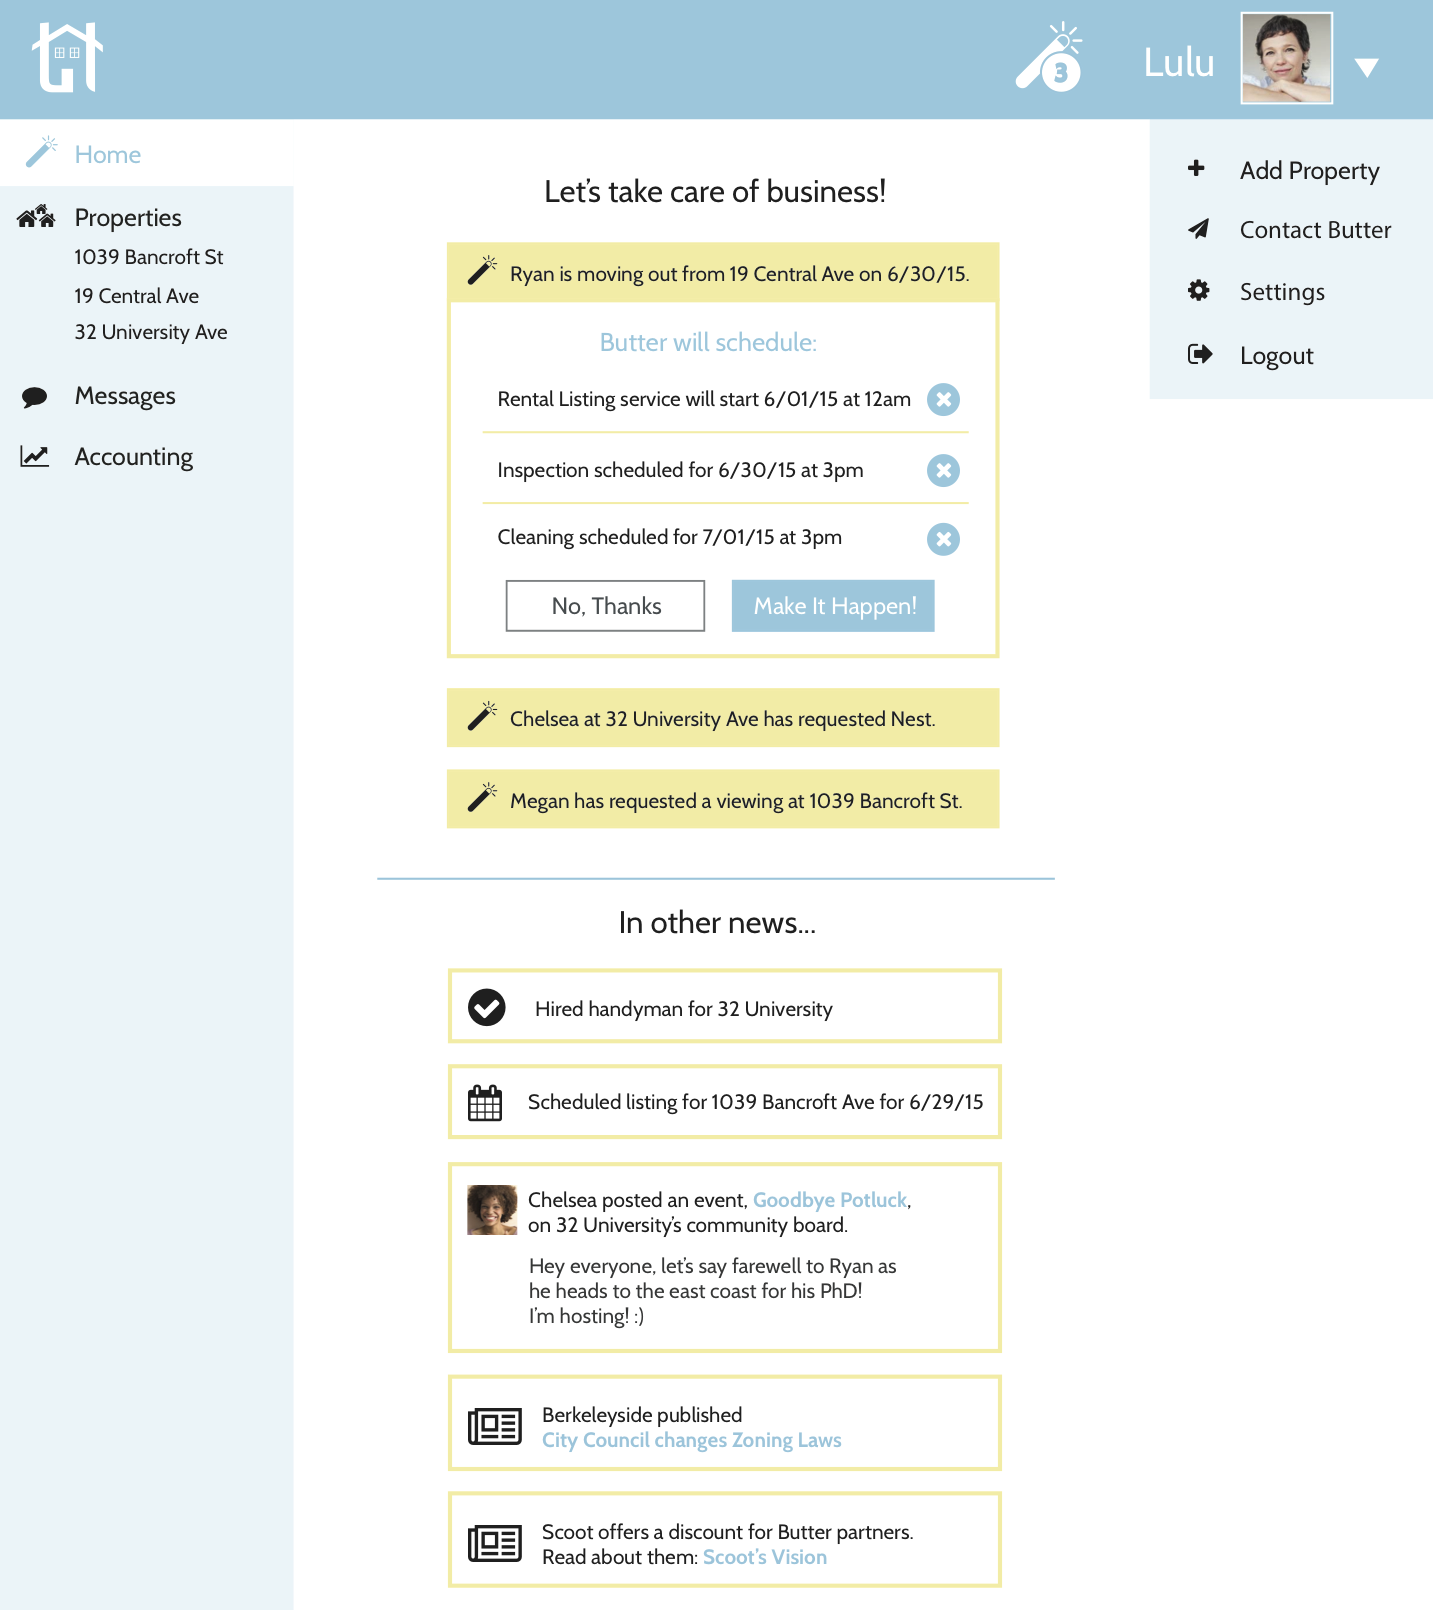 3
Lulu
Home
Properties
1039 Bancroft St
19 Central Ave
32 University Ave
Messages
Accounting
Add Property
Contact Butter
Settings
Logout
Let's take care of business!
Ryan is moving out from 19 Central Ave on 6/30/15.
Butter will schedule:
Rental Listing service will start 6/01/15 at 12am
Inspection scheduled for 6/30/15 at 3pm
Cleaning scheduled for 7/01/15 at 3pm
No, Thanks
Make It Happen!
Chelsea at 32 University Ave has requested Nest.
Megan has requested a viewing at 1039 Bancroft St.
In other news...
Hired handyman for 32 University
Scheduled listing for 1039 Bancroft Ave for 6/29/15
Chelsea posted an event, Goodbye Potluck,
on 32 University's community board.
Hey everyone, let's say farewell to Ryan as
he heads to the east coast for his PhD!
I'm hosting! :)
Berkeleyside published
City Council changes Zoning Laws
Scoot offers a discount for Butter partners.
Read about them: Scoot's Vision